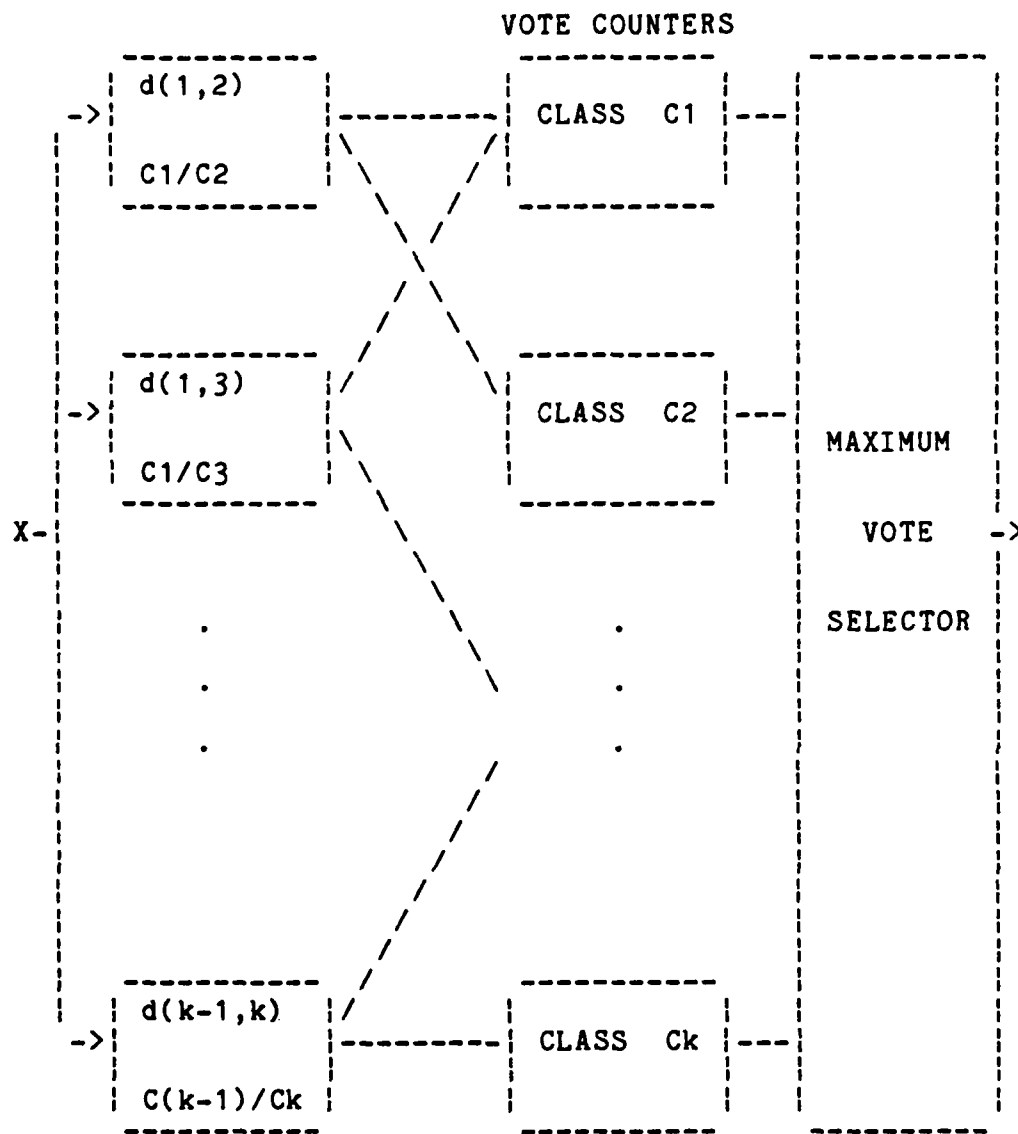 VOTE COUNTERS
d(1,2)
C1/C2
CLASS C1
d(1,3)
C1/C3
CLASS C2
X
MAXIMUM
VOTE
SELECTOR
d(k-1,k)
C(k-1)/Ck
CLASS Ck